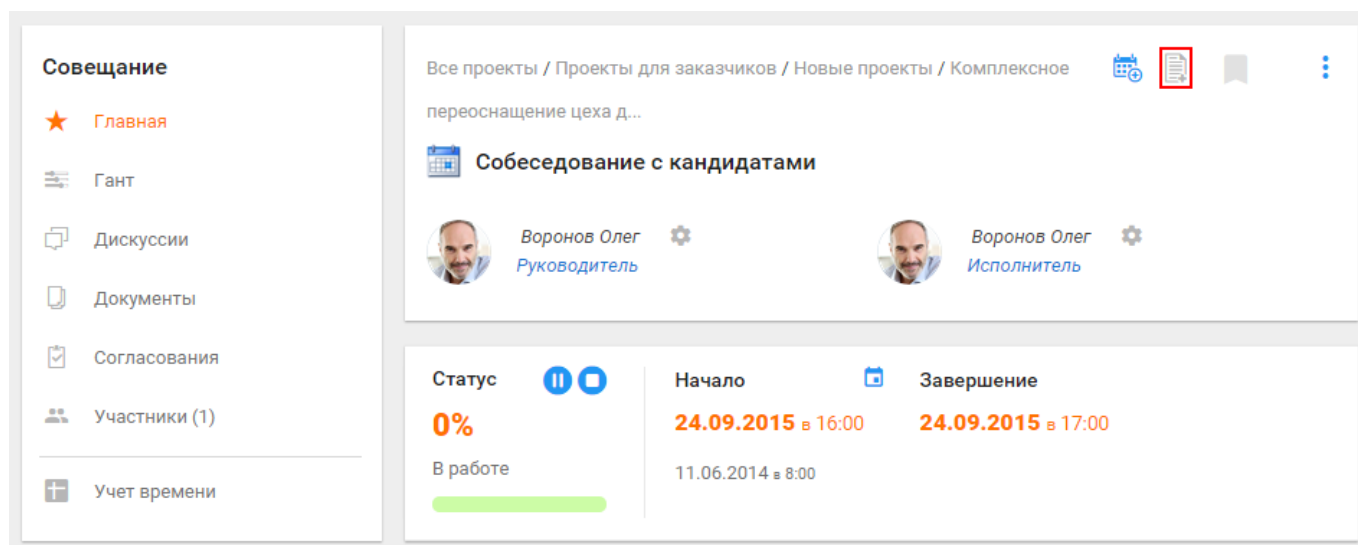 Совещание
Главная
Гант
Дискуссии
Документы
Согласования
Участники (1)
Учет времени
Все проекты / Проекты для заказчиков / Новые проекты / Комплексное
переоснащение цеха д...
Собеседование с кандидатами
Воронов Олег
Руководитель
Воронов Олег
Исполнитель
Статус
0%
В работе
Начало
24.09.2015 в 16:00
11.06.2014 в 8:00
Завершение
24.09.2015 в 17:00